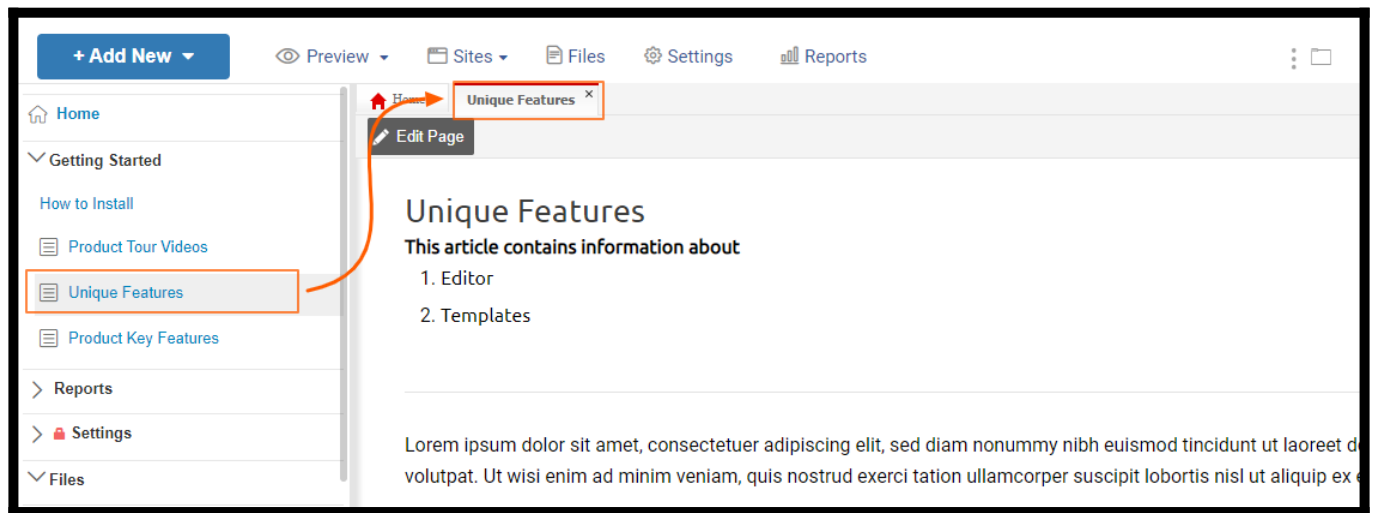 + Add New Preview Sites Files Settings Reports
Home
Getting Started
How to Install
Product Tour Videos
Unique Features
Product Key Features
Reports
Settings
Files
Unique Features ×
Edit Page
Unique Features
This article contains information about
1. Editor
2. Templates
Lorem ipsum dolor sit amet, consectetuer adipiscing elit, sed diam nonummy nibh euismod tincidunt ut laoreet
volutpat. Ut wisi enim ad minim veniam, quis nostrud exerci tation ullamcorper suscipit lobortis nisl ut aliquip ex